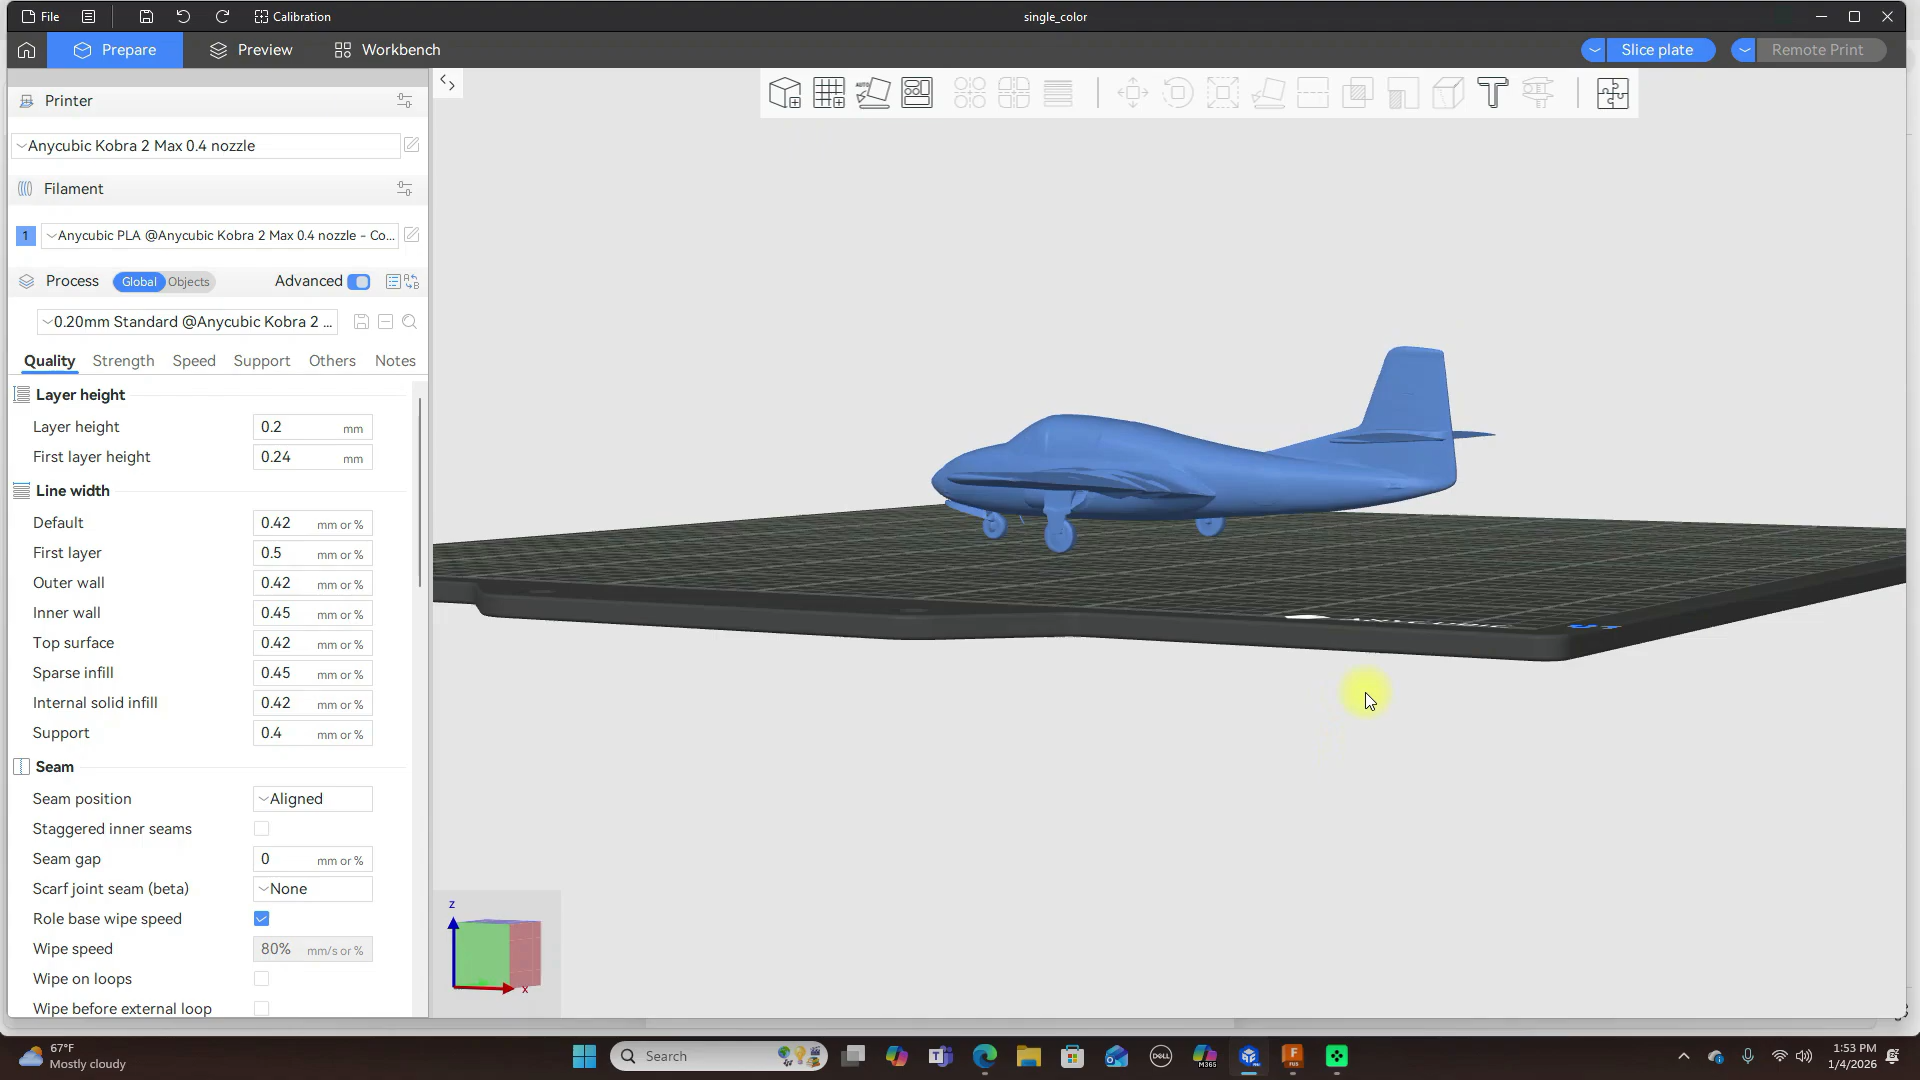 File
Calibration
single_color
Prepare
Preview
Workbench
Slice plate
Remote Print
Printer
Anycubic Kobra 2 Max 0.4 nozzle
Filament
1
Anycubic PLA @Anycubic Kobra 2 Max 0.4 nozzle - Co...
Process
Global
Objects
Advanced
0.20mm Standard @Anycubic Kobra 2 ...
Quality
Strength
Speed
Support
Others
Notes
Layer height
Layer height 0.2 mm
First layer height 0.24 mm
Line width
Default 0.42 mm or %
First layer 0.5 mm or %
Outer wall 0.42 mm or %
Inner wall 0.45 mm or %
Top surface 0.42 mm or %
Sparse infill 0.45 mm or %
Internal solid infill 0.42 mm or %
Support 0.4 mm or %
Seam
Seam position Aligned
Staggered inner seams
Seam gap 0 mm or %
Scarf joint seam (beta) None
Role base wipe speed
Wipe speed 80% mm/s or %
Wipe on loops
Wipe before external loop
AUTO
ANYCUBIC
z
x
67°F
Mostly cloudy
Search
DELL
M365
F
FUS
1:53 PM
1/4/2026